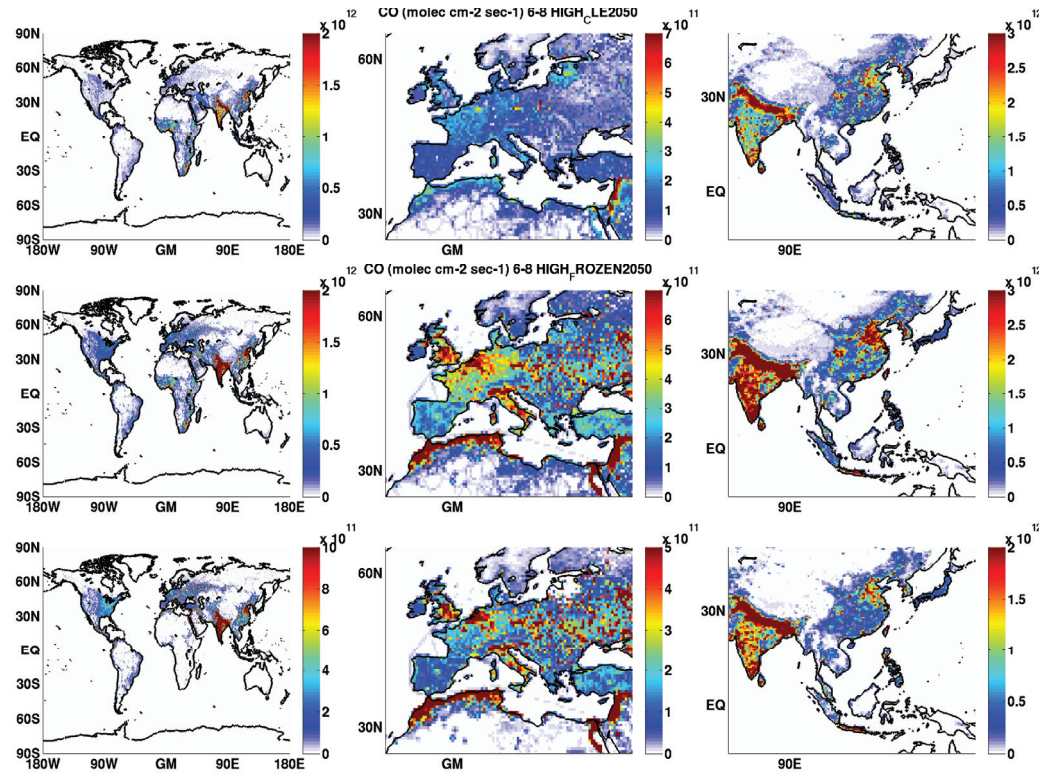 CO (molec cm-2 sec-1) 6-8 HIGH_CLE2050
x 10^12
x 10^11
x 10^12
90N
60N
30N
EQ
30S
60S
90S
180W 90W GM 90E 180E
2
1.5
1
0.5
0
60N
30N
GM
7
6
5
4
3
2
1
0
30N
EQ
90E
3
2.5
2
1.5
1
0.5
0
CO (molec cm-2 sec-1) 6-8 HIGH_FROZEN2050
x 10^12
x 10^11
x 10^12
90N
60N
30N
EQ
30S
60S
90S
180W 90W GM 90E 180E
2
1.5
1
0.5
0
60N
30N
GM
7
6
5
4
3
2
1
0
30N
EQ
90E
3
2.5
2
1.5
1
0.5
0
x 10^11
x 10^11
x 10^12
90N
60N
30N
EQ
30S
60S
90S
180W 90W GM 90E 180E
10
8
6
4
2
0
60N
30N
GM
5
4
3
2
1
0
30N
EQ
90E
2
1.5
1
0.5
0